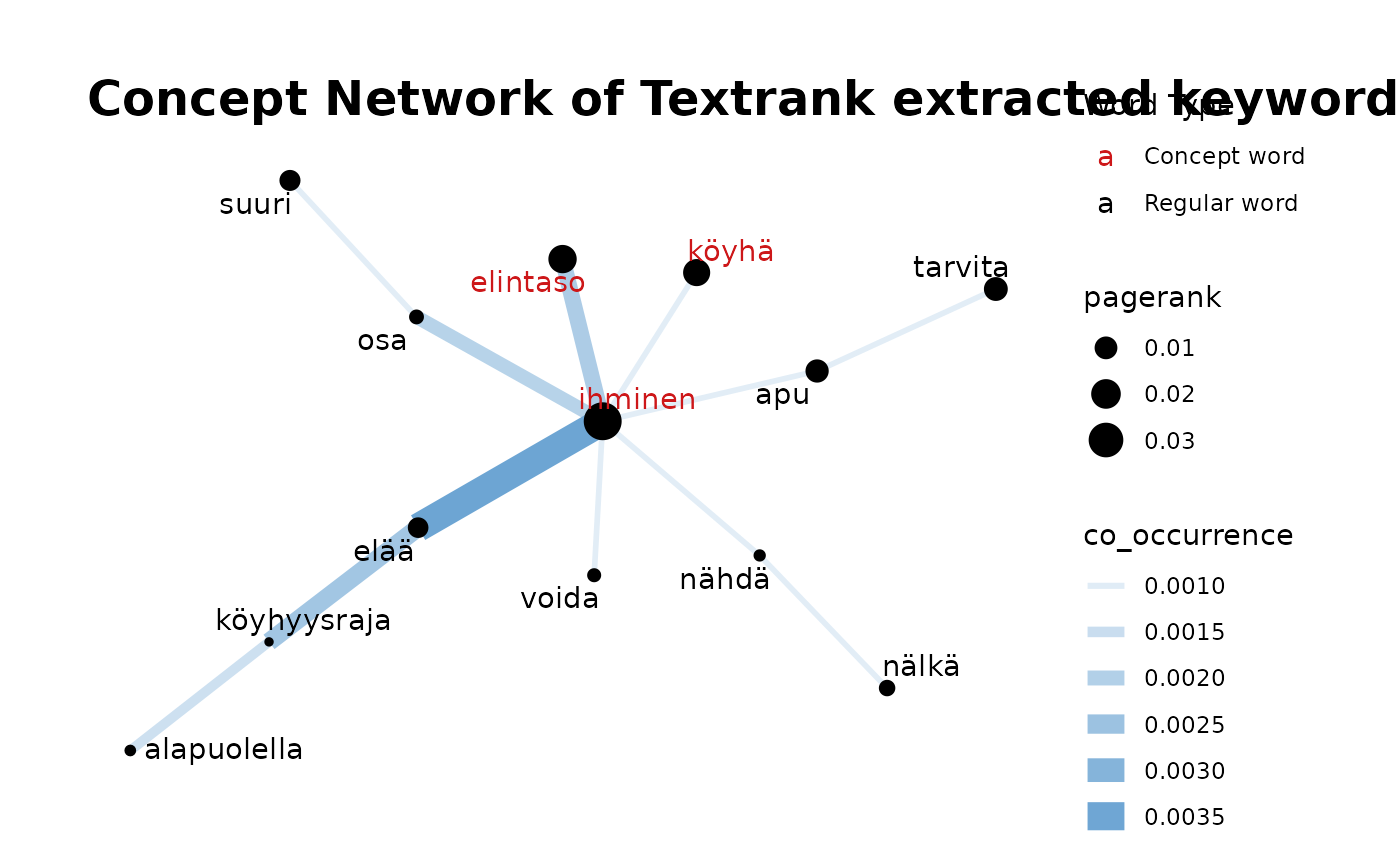 Concept Network of Textrank extracted keyword
Word Type
a Concept word
a Regular word
suuri
köyhä
tarvita
elintaso
osa
ihminen
apu
elää
voida
nähdä
köyhyysraja
nälkä
alapuolella
pagerank
0.01
0.02
0.03
co_occurrence
0.0010
0.0015
0.0020
0.0025
0.0030
0.0035